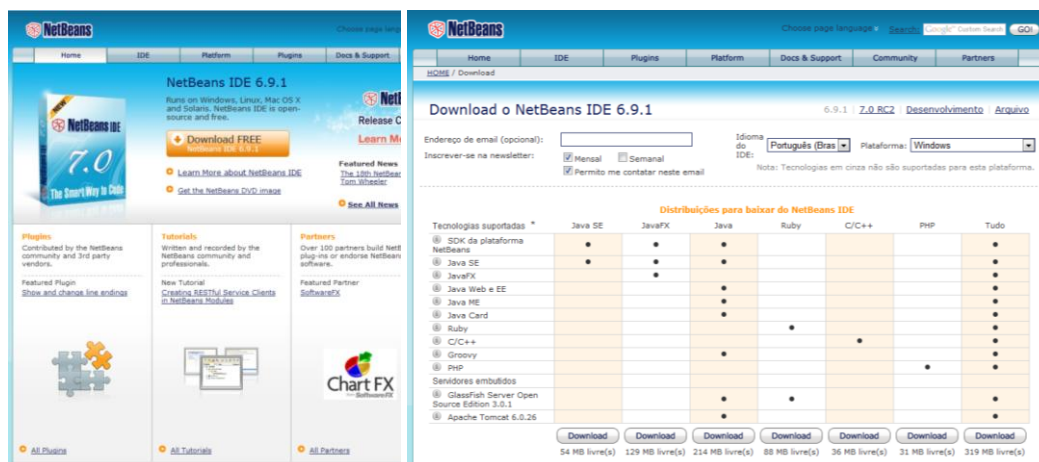 NetBeans
Choose page lang
Home IDE Platform Plugins Docs & Support
NEW
NetBeans IDE
7.0
The Smart Way to Code
NetBeans IDE 6.9.1
Runs on Windows, Linux, Mac OS X
and Solaris. NetBeans IDE is open-
source and free.
Download FREE
NetBeans IDE 6.9.1
Learn More about NetBeans IDE
Get the NetBeans DVD image
NetB
Release C
Learn M
Featured News
The 18th NetBean
Tom Wheeler
See All News
Plugins
Contributed by the NetBeans
community and 3rd party
vendors.
Featured Plugin
Show and change line endings
All Plugins
Tutorials
Written and recorded by the
NetBeans community and
professionals.
New Tutorial
Creating RESTful Service Clients
in NetBeans Modules
All Tutorials
Partners
Over 100 partners build NetB
plug-ins or endorse NetBeans
software.
Featured Partner
SoftwareFX
Chart FX
by SoftwareFX
All Partners
NetBeans
Choose page language Search: Google Custom Search GO!
Home IDE Plugins Platform Docs & Support Community Partners
HOME / Download
Download o NetBeans IDE 6.9.1
6.9.1 | 7.0 RC2 | Desenvolvimento | Arquivo
Endereço de email (opcional):
Inscrever-se na newsletter: Mensal Semanal
Permito me contatar neste email
Idioma
do
IDE:
Português (Bras
Plataforma: Windows
Nota: Tecnologias em cinza não são suportadas para esta plataforma.
Distribuições para baixar do NetBeans IDE
Tecnologias suportadas * Java SE JavaFX Java Ruby C/C++ PHP Tudo
SDK da plataforma
NetBeans • • • •
Java SE • • • •
JavaFX • •
Java Web e EE • •
Java ME • •
Java Card • •
Ruby • •
C/C++ • •
Groovy • •
PHP • •
Servidores embutidos
GlassFish Server Open
Source Edition 3.0.1 • • •
Apache Tomcat 6.0.26 • •
Download Download Download Download Download Download Download
54 MB livre(s) 129 MB livre(s) 214 MB livre(s) 88 MB livre(s) 36 MB livre(s) 31 MB livre(s) 319 MB livre(s)